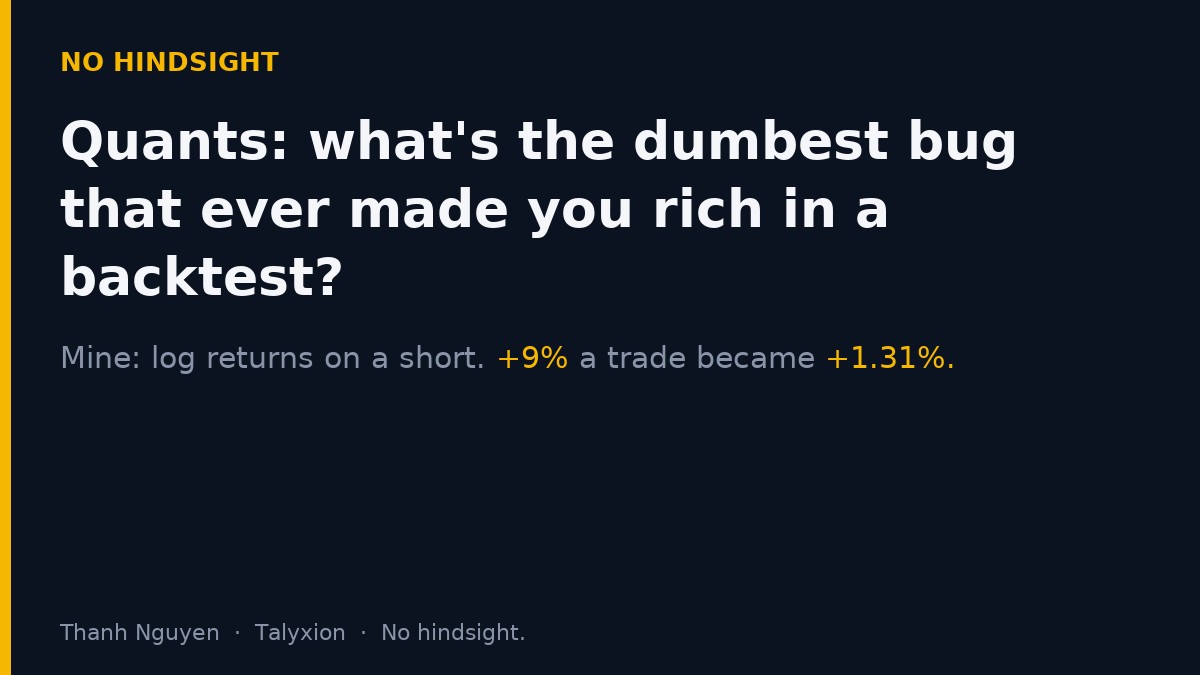 NO HINDSIGHT
Quants: what's the dumbest bug
that ever made you rich in a
backtest?
Mine: log returns on a short. +9% a trade became +1.31%.
Thanh Nguyen · Talyxion · No hindsight.